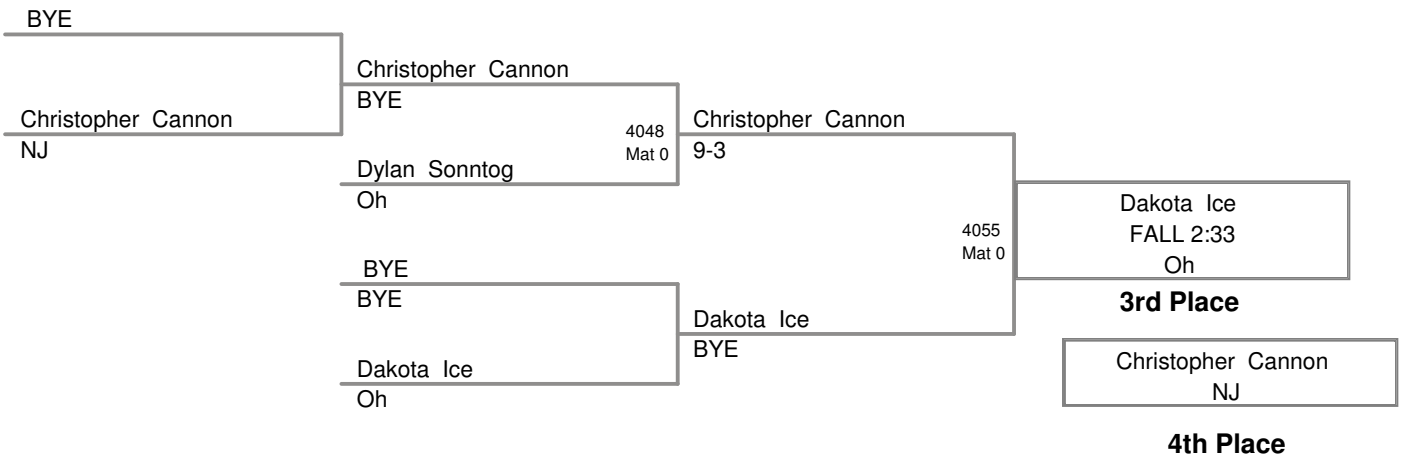 BYE
Christopher Cannon
NJ
Christopher Cannon
BYE
Dylan Sonntog
Oh
BYE
BYE
Dakota Ice
Oh
4048
Mat 0
Christopher Cannon
9-3
Dakota Ice
BYE
4055
Mat 0
Dakota Ice
FALL 2:33
Oh
3rd Place
Christopher Cannon
NJ
4th Place